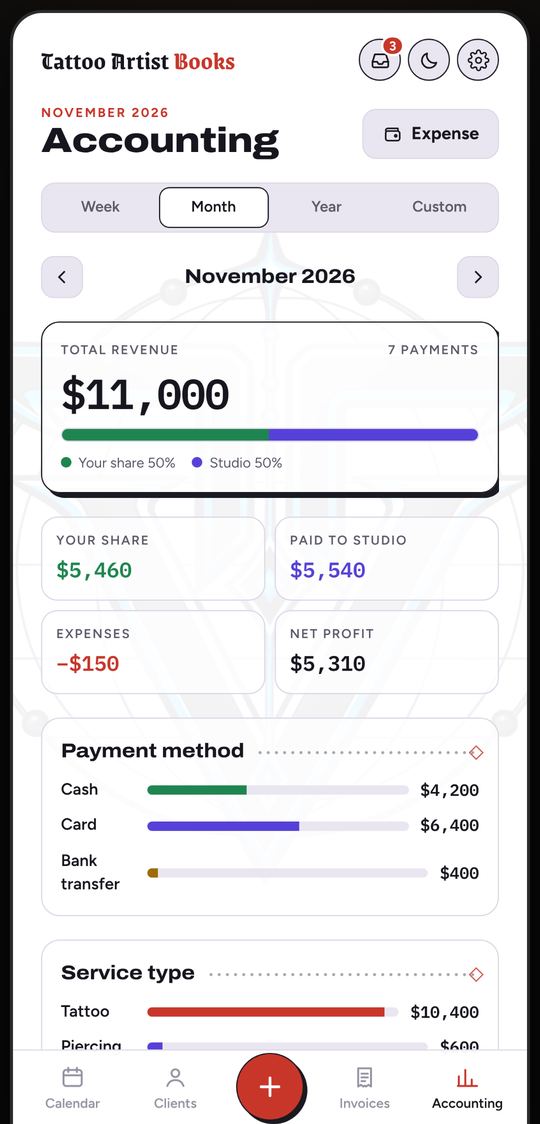 Tattoo Artist Books
3
NOVEMBER 2026
Accounting
Expense
Week Month Year Custom
November 2026
TOTAL REVENUE 7 PAYMENTS
$11,000
Your share 50% Studio 50%
YOUR SHARE PAID TO STUDIO
$5,460 $5,540
EXPENSES NET PROFIT
−$150 $5,310
Payment method
Cash $4,200
Card $6,400
Bank
transfer $400
Service type
Tattoo $10,400
Piercing $600
Calendar Clients + Invoices Accounting